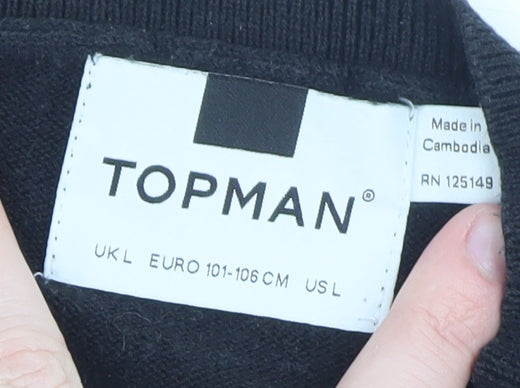 TOPMAN®
UK L EURO 101-106 CM US L
Made in
Cambodia
RN 125149